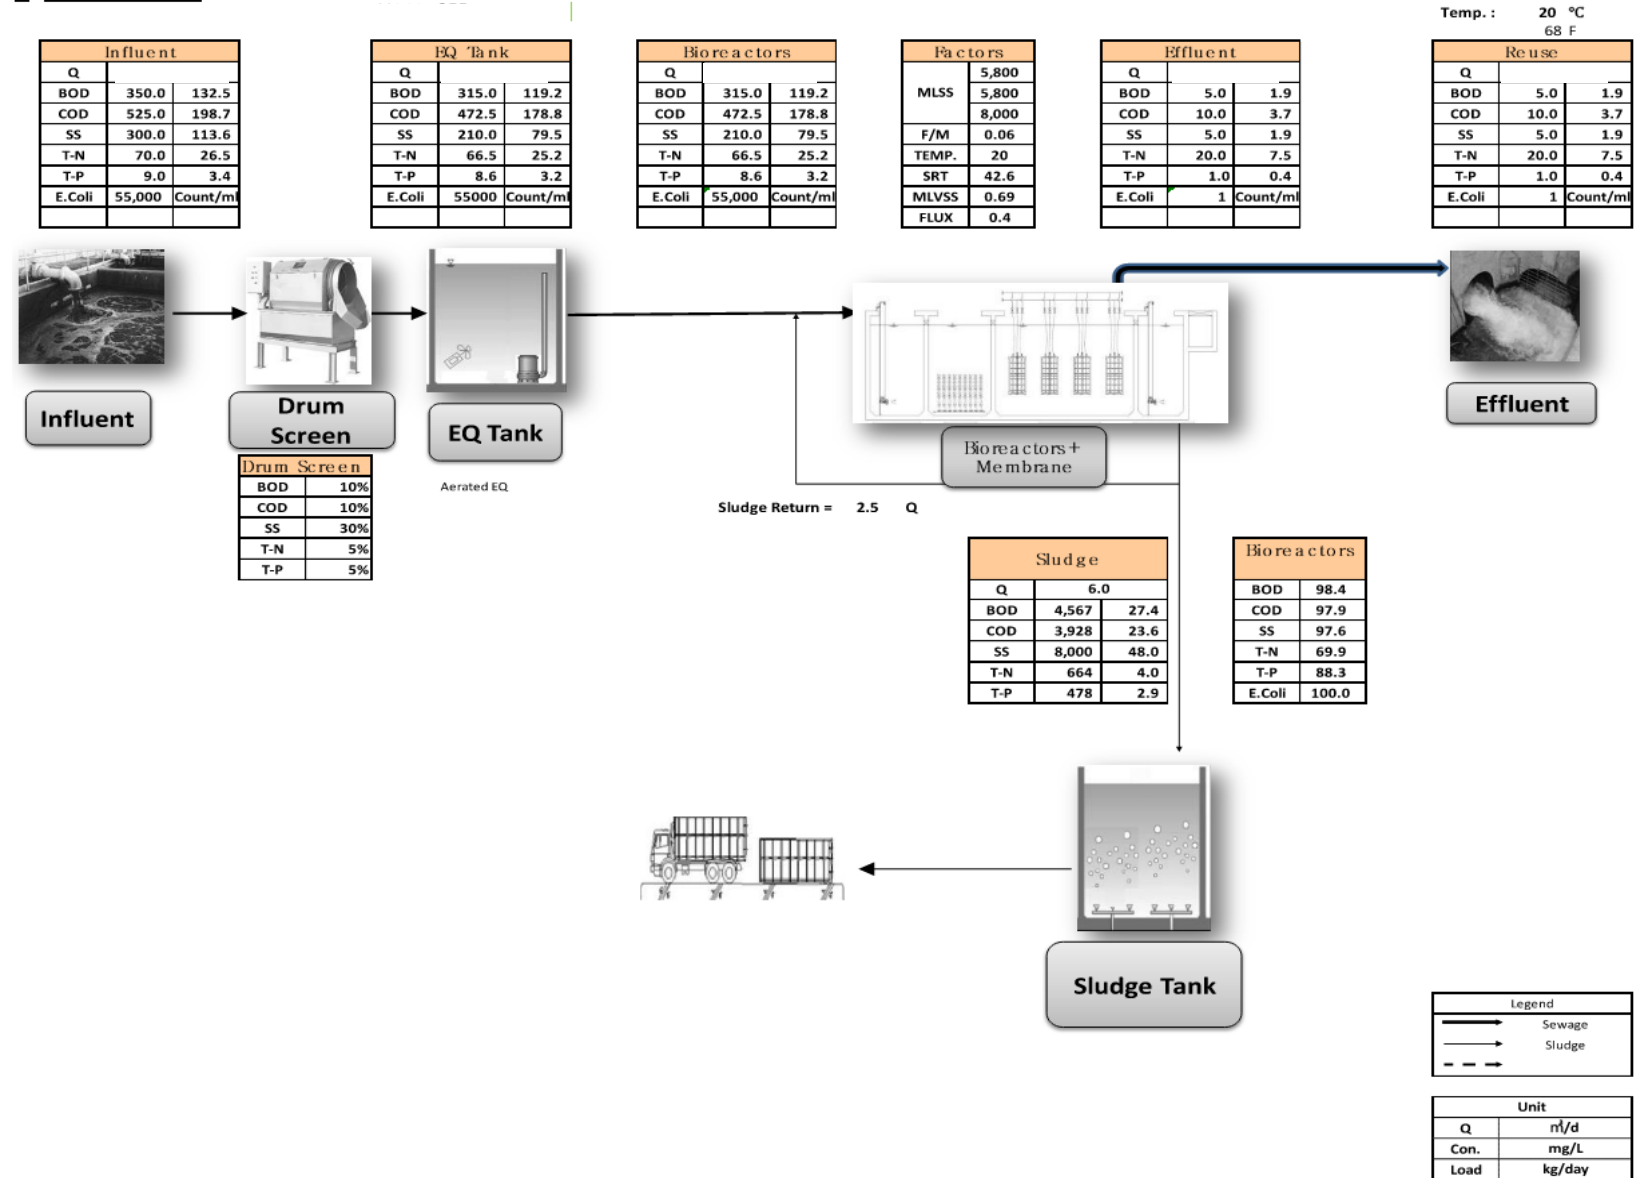 Temp. : 20 ℃
68 F
Influent
Q
BOD 350.0 132.5
COD 525.0 198.7
SS 300.0 113.6
T-N 70.0 26.5
T-P 9.0 3.4
E.Coli 55,000 Count/ml
EQ Tank
Q
BOD 315.0 119.2
COD 472.5 178.8
SS 210.0 79.5
T-N 66.5 25.2
T-P 8.6 3.2
E.Coli 55000 Count/ml
Bioreactors
Q
BOD 315.0 119.2
COD 472.5 178.8
SS 210.0 79.5
T-N 66.5 25.2
T-P 8.6 3.2
E.Coli 55,000 Count/ml
Factors
5,800
MLSS 5,800
8,000
F/M 0.06
TEMP. 20
SRT 42.6
MLVSS 0.69
FLUX 0.4
Effluent
Q
BOD 5.0 1.9
COD 10.0 3.7
SS 5.0 1.9
T-N 20.0 7.5
T-P 1.0 0.4
E.Coli 1 Count/ml
Reuse
Q
BOD 5.0 1.9
COD 10.0 3.7
SS 5.0 1.9
T-N 20.0 7.5
T-P 1.0 0.4
E.Coli 1 Count/ml
Influent
Drum
Screen
EQ Tank
Bioreactors+
Membrane
Effluent
Drum Screen
BOD 10%
COD 10%
SS 30%
T-N 5%
T-P 5%
Aerated EQ
Sludge Return = 2.5 Q
Sludge
Q 6.0
BOD 4,567 27.4
COD 3,928 23.6
SS 8,000 48.0
T-N 664 4.0
T-P 478 2.9
Bioreactors
BOD 98.4
COD 97.9
SS 97.6
T-N 69.9
T-P 88.3
E.Coli 100.0
Sludge Tank
Legend
Sewage
Sludge
Unit
Q ㎥/d
Con. mg/L
Load kg/day